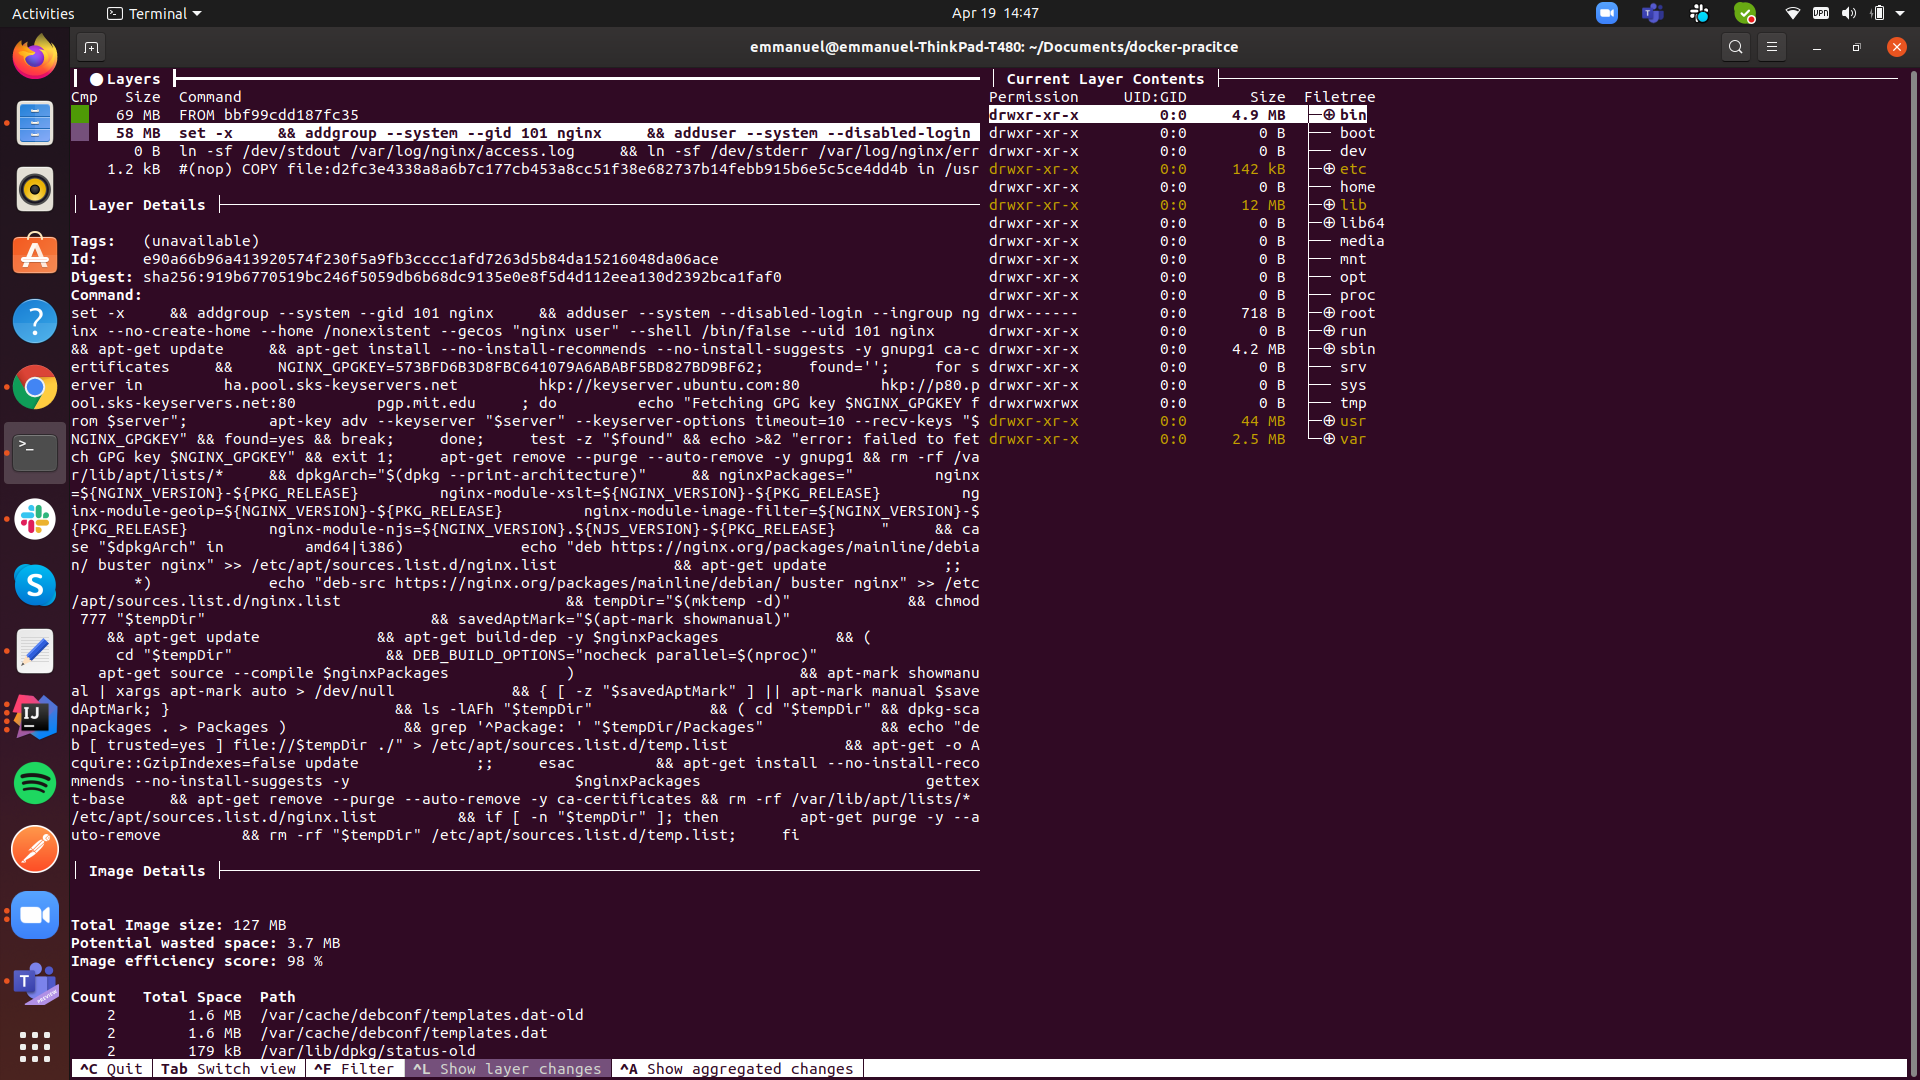 Activities
Terminal
Apr 19 14:47
emmanuel@emmanuel-ThinkPad-T480: ~/Documents/docker-pracitce
Layers
Cmp Size Command
69 MB FROM bbf99cdd187fc35
58 MB set -x && addgroup --system --gid 101 nginx && adduser --system --disabled-login
0 B ln -sf /dev/stdout /var/log/nginx/access.log && ln -sf /dev/stderr /var/log/nginx/err
1.2 kB #(nop) COPY file:d2fc3e4338a8a6b7c177cb453a8cc51f38e682737b14febb915b6e5c5ce4dd4b in /usr
Layer Details
Tags: (unavailable)
Id: e90a66b96a413920574f230f5a9fb3cccc1afd7263d5b84da15216048da06ace
Digest: sha256:919b6770519bc246f5059db6b68dc9135e0e8f5d4d112eea130d2392bca1faf0
Command:
set -x && addgroup --system --gid 101 nginx && adduser --system --disabled-login --ingroup ng
inx --no-create-home --home /nonexistent --gecos "nginx user" --shell /bin/false --uid 101 nginx
&& apt-get update && apt-get install --no-install-recommends --no-install-suggests -y gnupg1 ca-c
ertificates && NGINX_GPGKEY=573BFD6B3D8FBC641079A6ABABF5BD827BD9BF62; found=''; for s
erver in ha.pool.sks-keyservers.net hkp://keyserver.ubuntu.com:80 hkp://p80.p
ool.sks-keyservers.net:80 pgp.mit.edu ; do echo "Fetching GPG key $NGINX_GPGKEY f
rom $server"; apt-key adv --keyserver "$server" --keyserver-options timeout=10 --recv-keys "$
NGINX_GPGKEY" && found=yes && break; done; test -z "$found" && echo >&2 "error: failed to fet
ch GPG key $NGINX_GPGKEY" && exit 1; apt-get remove --purge --auto-remove -y gnupg1 && rm -rf /va
r/lib/apt/lists/* && dpkgArch="$(dpkg --print-architecture)" && nginxPackages=" nginx
=${NGINX_VERSION}-${PKG_RELEASE} nginx-module-xslt=${NGINX_VERSION}-${PKG_RELEASE} ng
inx-module-geoip=${NGINX_VERSION}-${PKG_RELEASE} nginx-module-image-filter=${NGINX_VERSION}-$
{PKG_RELEASE} nginx-module-njs=${NGINX_VERSION}.${NJS_VERSION}-${PKG_RELEASE} " && ca
se "$dpkgArch" in amd64|i386) echo "deb https://nginx.org/packages/mainline/debia
n/ buster nginx" >> /etc/apt/sources.list.d/nginx.list && apt-get update ;;
*) echo "deb-src https://nginx.org/packages/mainline/debian/ buster nginx" >> /etc
/apt/sources.list.d/nginx.list && tempDir="$(mktemp -d)" && chmod
777 "$tempDir" && savedAptMark="$(apt-mark showmanual)"
&& apt-get update && apt-get build-dep -y $nginxPackages && (
cd "$tempDir" && DEB_BUILD_OPTIONS="nocheck parallel=$(nproc)"
apt-get source --compile $nginxPackages ) && apt-mark showmanu
al | xargs apt-mark auto > /dev/null && { [ -z "$savedAptMark" ] || apt-mark manual $save
dAptMark; } && ls -lAFh "$tempDir" && ( cd "$tempDir" && dpkg-sca
npackages . > Packages ) && grep '^Package: ' "$tempDir/Packages" && echo "de
b [ trusted=yes ] file://$tempDir ./" > /etc/apt/sources.list.d/temp.list && apt-get -o A
cquire::GzipIndexes=false update ;; esac && apt-get install --no-install-reco
mmends --no-install-suggests -y $nginxPackages gettex
t-base && apt-get remove --purge --auto-remove -y ca-certificates && rm -rf /var/lib/apt/lists/*
/etc/apt/sources.list.d/nginx.list && if [ -n "$tempDir" ]; then apt-get purge -y --a
uto-remove && rm -rf "$tempDir" /etc/apt/sources.list.d/temp.list; fi
Image Details
Total Image size: 127 MB
Potential wasted space: 3.7 MB
Image efficiency score: 98 %
Count Total Space Path
2 1.6 MB /var/cache/debconf/templates.dat-old
2 1.6 MB /var/cache/debconf/templates.dat
2 179 kB /var/lib/dpkg/status-old
Current Layer Contents
Permission UID:GID Size Filetree
drwxr-xr-x 0:0 4.9 MB bin
drwxr-xr-x 0:0 0 B boot
drwxr-xr-x 0:0 0 B dev
drwxr-xr-x 0:0 142 kB etc
drwxr-xr-x 0:0 0 B home
drwxr-xr-x 0:0 12 MB lib
drwxr-xr-x 0:0 0 B lib64
drwxr-xr-x 0:0 0 B media
drwxr-xr-x 0:0 0 B mnt
drwxr-xr-x 0:0 0 B opt
drwxr-xr-x 0:0 0 B proc
drwx------ 0:0 718 B root
drwxr-xr-x 0:0 0 B run
drwxr-xr-x 0:0 4.2 MB sbin
drwxr-xr-x 0:0 0 B srv
drwxr-xr-x 0:0 0 B sys
drwxrwxrwx 0:0 0 B tmp
drwxr-xr-x 0:0 44 MB usr
drwxr-xr-x 0:0 2.5 MB var
^C Quit Tab Switch view ^F Filter ^L Show layer changes ^A Show aggregated changes